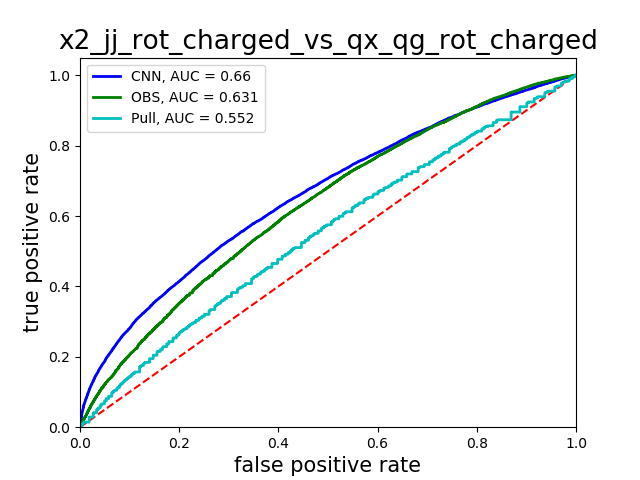 x2_jj_rot_charged_vs_qx_qg_rot_charged
CNN, AUC = 0.66
OBS, AUC = 0.631
Pull, AUC = 0.552
true positive rate
1.0
0.8
0.6
0.4
0.2
0.0
0.0 0.2 0.4 0.6 0.8 1.0
false positive rate